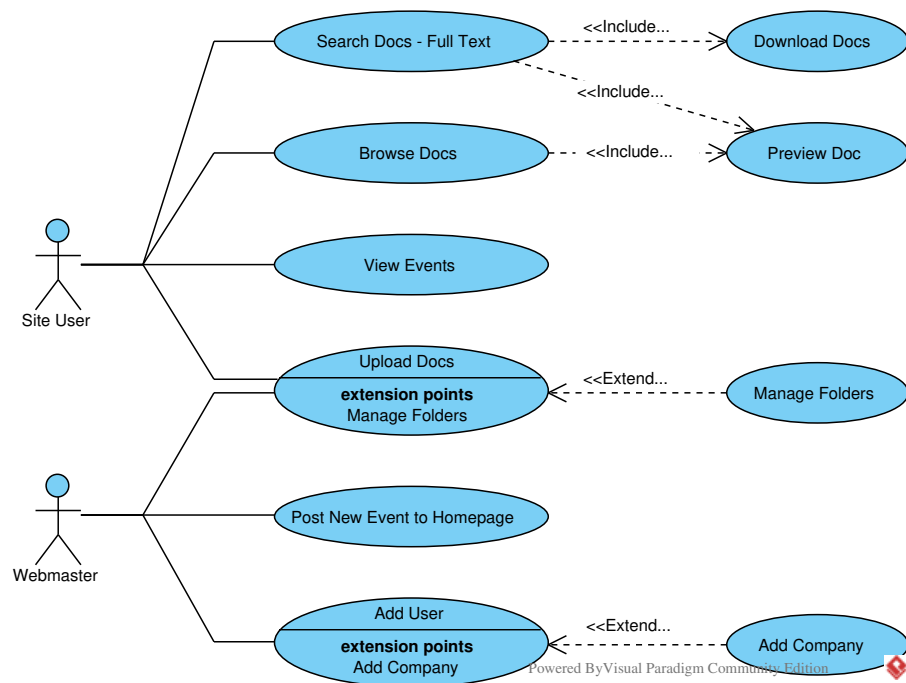 Search Docs - Full Text
<<Include...
Download Docs
<<Include...
Browse Docs
<<Include...
Preview Doc
View Events
Site User
Upload Docs
extension points
Manage Folders
<<Extend...
Manage Folders
Post New Event to Homepage
Webmaster
Add User
extension points
Add Company
<<Extend...
Add Company
Powered ByVisual Paradigm Community Edition